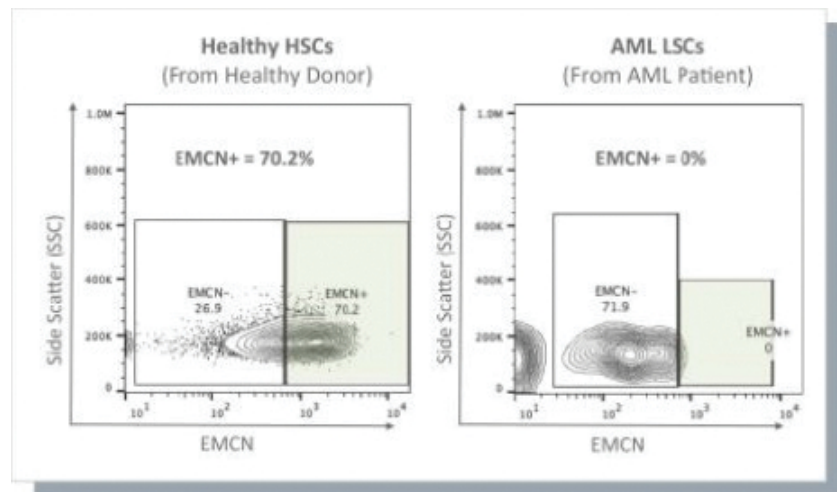 Healthy HSCs
(From Healthy Donor)
1.0M
EMCN+ = 70.2%
800K
600K
400K
200K
0
Side Scatter (SSC)
EMCN-
26.9
EMCN+
70.2
10¹
10²
10³
10⁴
EMCN
AML LSCs
(From AML Patient)
1.0M
EMCN+ = 0%
800K
600K
400K
200K
0
Side Scatter (SSC)
EMCN-
71.9
EMCN+
0
10¹
10²
10³
10⁴
EMCN